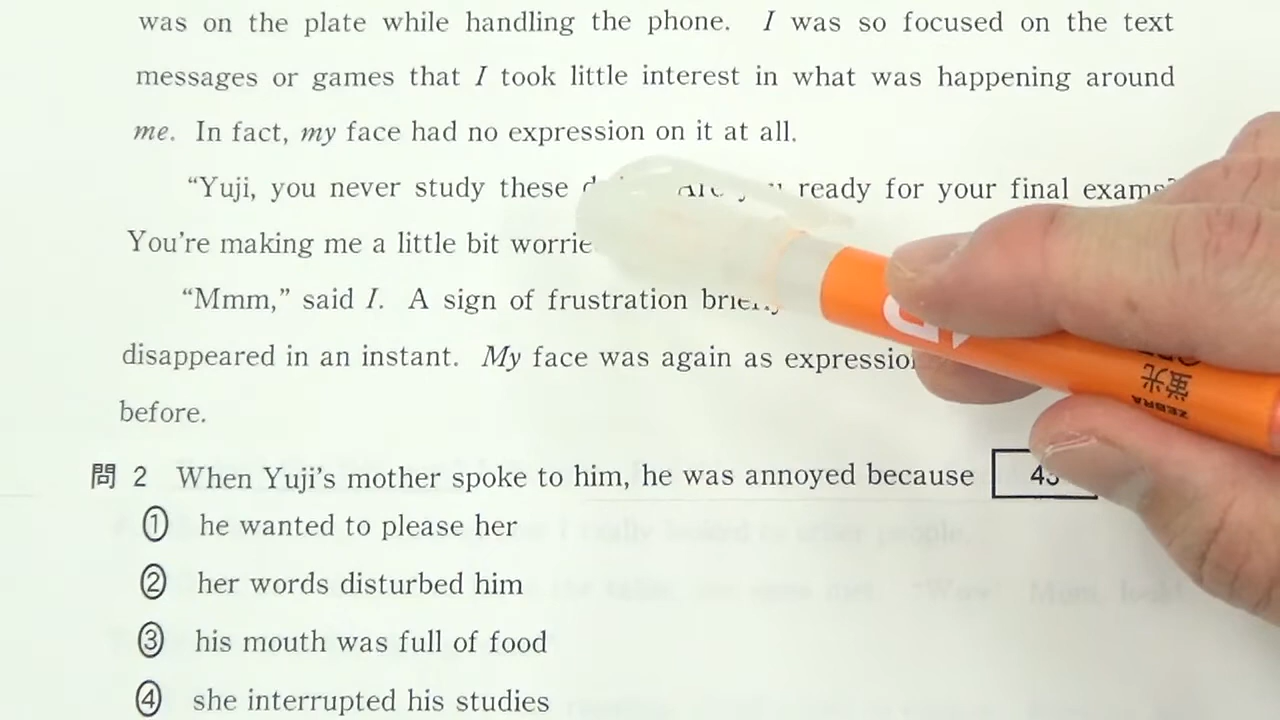 was on the plate while handling the phone. I was so focused on the text
messages or games that I took little interest in what was happening around
me. In fact, my face had no expression on it at all.
"Yuji, you never study these ready for your final exams?
You're making me a little bit
"Mmm," said I. A sign of frustration
disappeared in an instant. My face was again as
before.
問 2 When Yuji's mother spoke to him, he was annoyed because
① he wanted to please her
② her words disturbed him
③ his mouth was full of food
④ she interrupted his studies
ZEBRA
蛍光